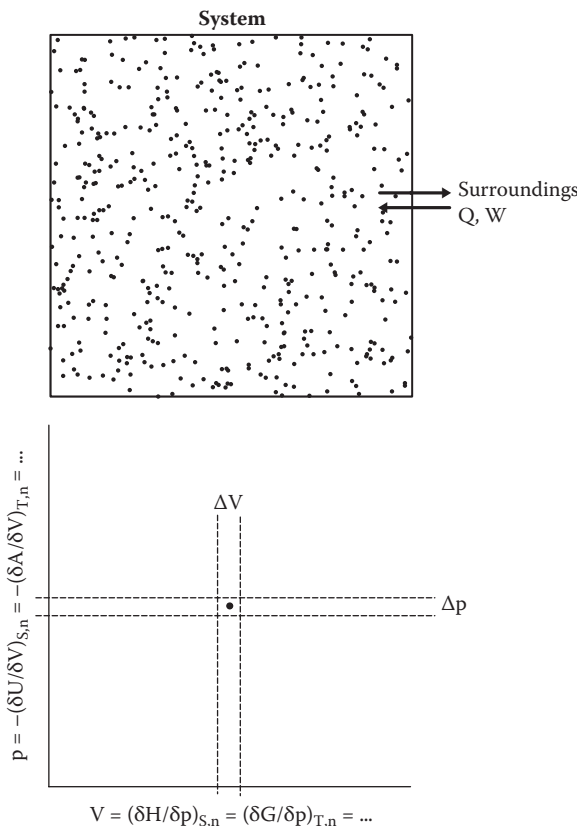 System
Surroundings
Q, W
ΔV
Δp
p = −(δU/δV)S,n = −(δA/δV)T,n = ...
V = (δH/δp)S,n = (δG/δp)T,n = ...